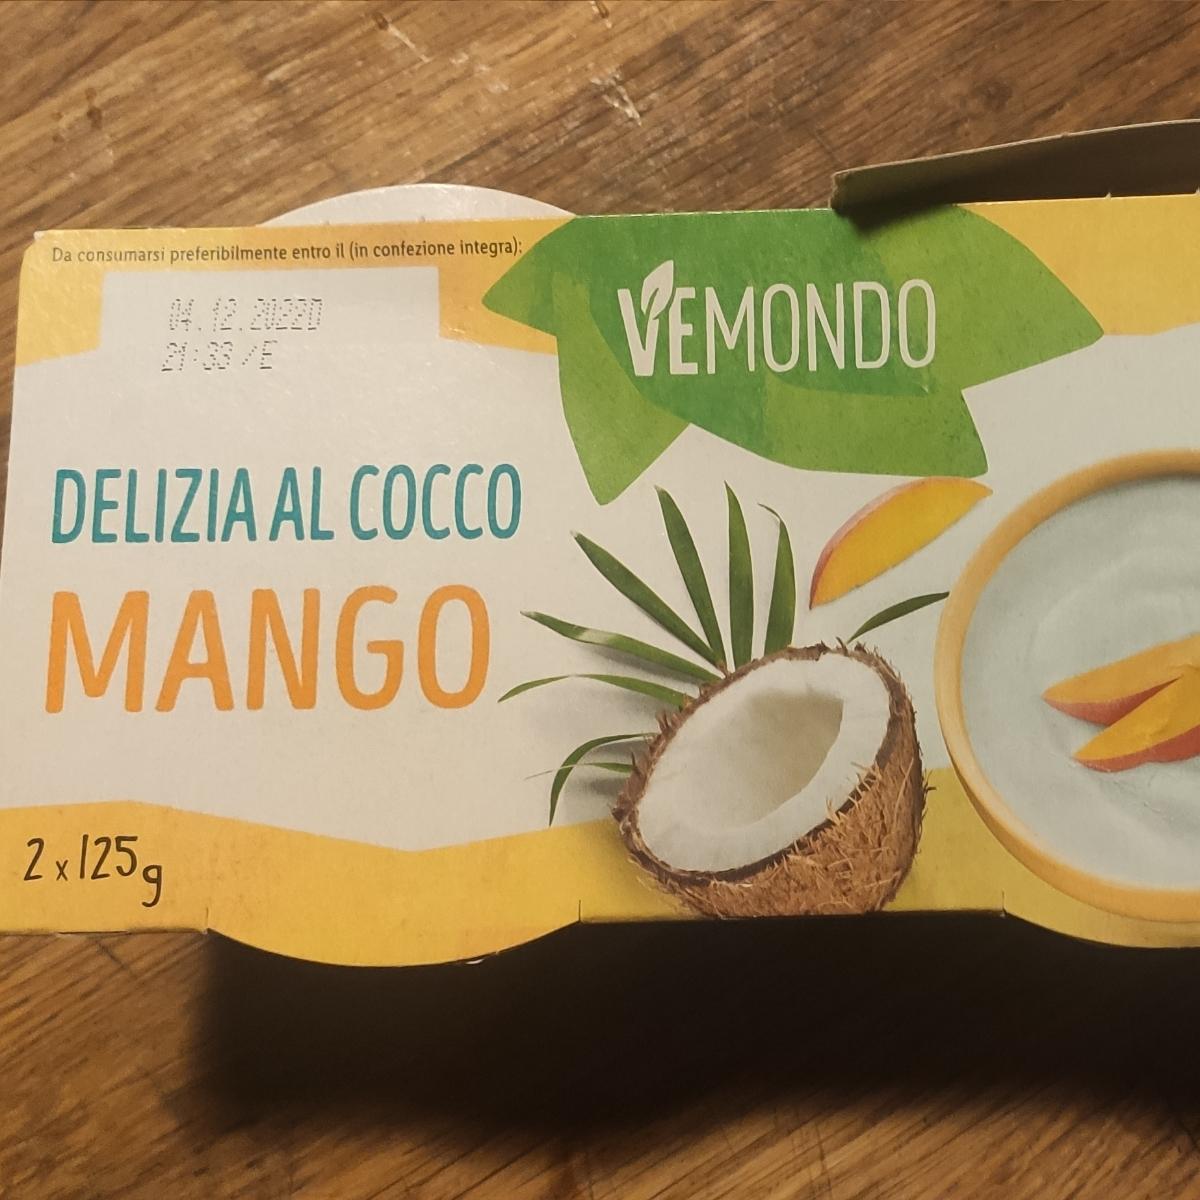 Da consumarsi preferibilmente entro il (in confezione integra):
04.12.2022D
21:33/E
VEMONDO
DELIZIA AL COCCO
MANGO
2 x 125g